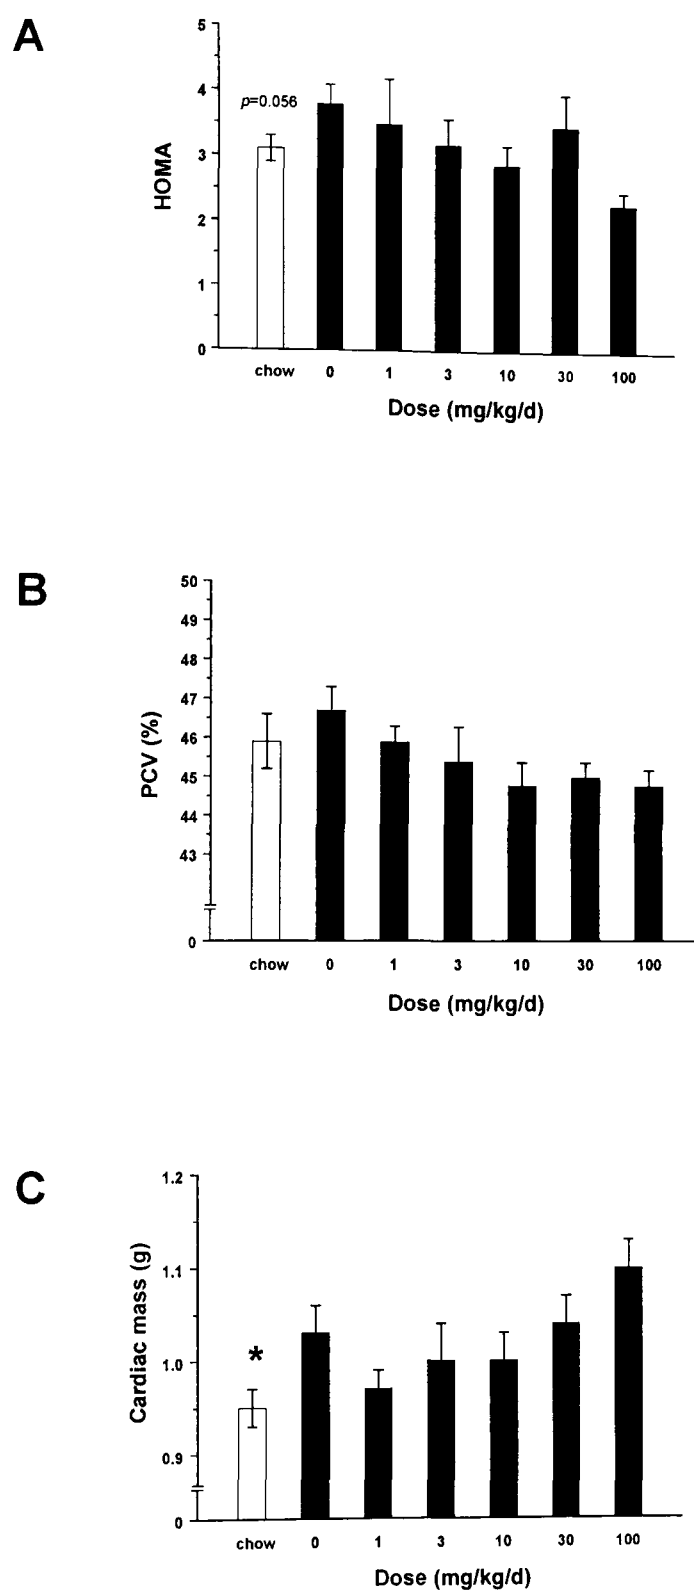 A
5
4
3
2
1
0
HOMA
p=0.056
chow 0 1 3 10 30 100
Dose (mg/kg/d)
B
50
49
48
47
46
45
44
43
0
PCV (%)
chow 0 1 3 10 30 100
Dose (mg/kg/d)
C
1.2
1.1
1.0
0.9
0
Cardiac mass (g)
*
chow 0 1 3 10 30 100
Dose (mg/kg/d)